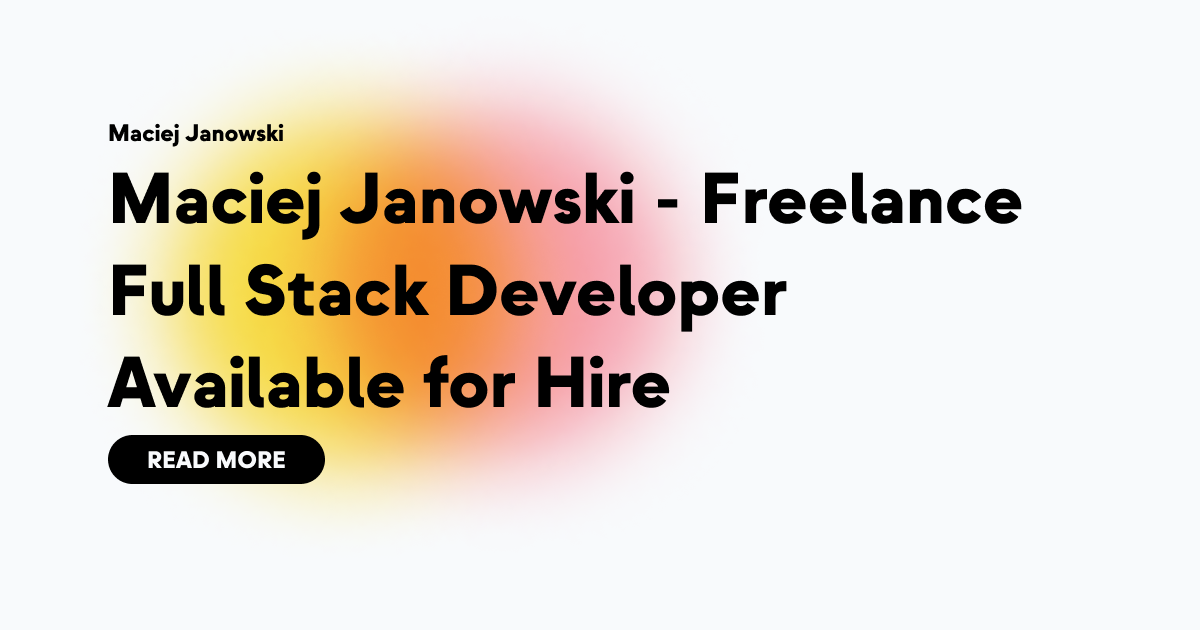 Maciej Janowski
Maciej Janowski - Freelance
Full Stack Developer
Available for Hire
READ MORE